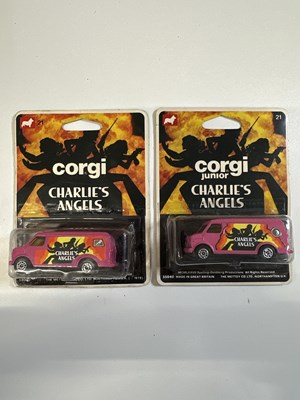 21
corgi
CHARLIE'S
ANGELS
CHARLIE'S
ANGELS
21
corgi
junior
CHARLIE'S
ANGELS
CHARLIE'S
ANGELS
MADE IN GREAT BRITAIN
THE METTOY CO LTD. NORTHAMPTON U.K.